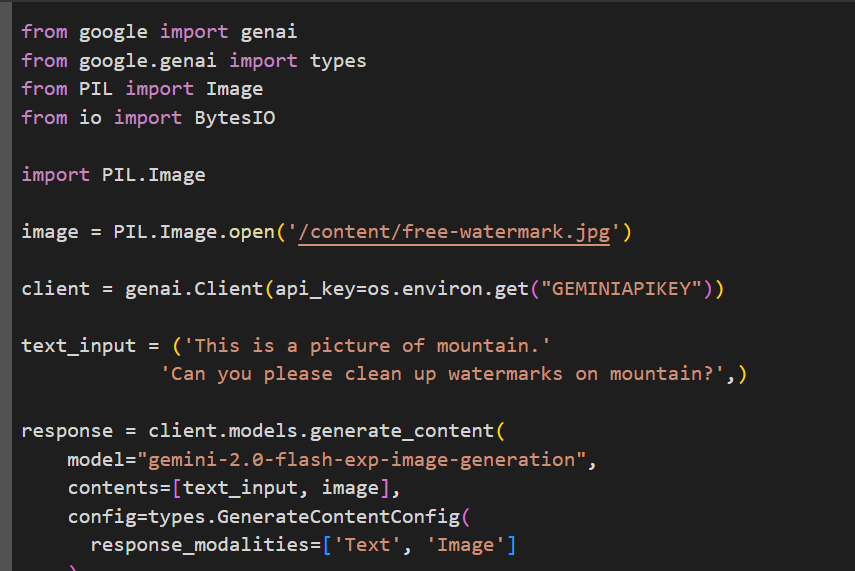 from google import genai
from google.genai import types
from PIL import Image
from io import BytesIO
import PIL.Image
image = PIL.Image.open('/content/free-watermark.jpg')
client = genai.Client(api_key=os.environ.get("GEMINIAPIKEY"))
text_input = ('This is a picture of mountain.'
'Can you please clean up watermarks on mountain?',)
response = client.models.generate_content(
model="gemini-2.0-flash-exp-image-generation",
contents=[text_input, image],
config=types.GenerateContentConfig(
response_modalities=['Text', 'Image']
)